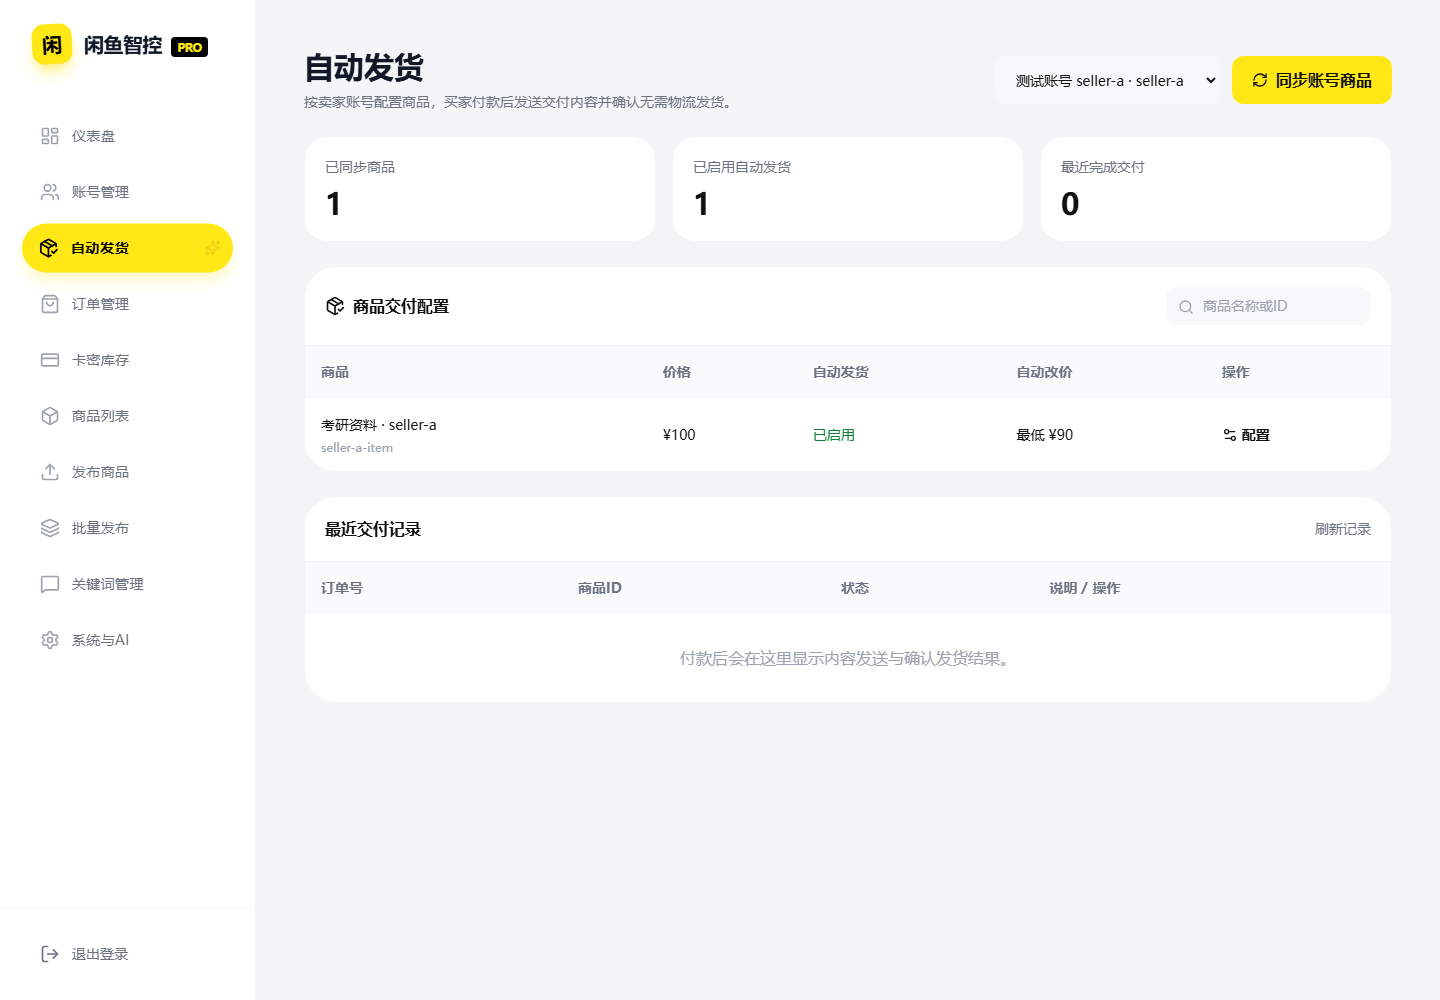 闲 闲鱼智控 PRO
仪表盘
账号管理
自动发货
订单管理
卡密库存
商品列表
发布商品
批量发布
关键词管理
系统与AI
退出登录
自动发货
按卖家账号配置商品，买家付款后发送交付内容并确认无需物流发货。
测试账号 seller-a · seller-a
同步账号商品
已同步商品
1
已启用自动发货
1
最近完成交付
0
商品交付配置
商品名称或ID
商品 价格 自动发货 自动改价 操作
考研资料 · seller-a ¥100 已启用 最低 ¥90 配置
seller-a-item
最近交付记录
刷新记录
订单号 商品ID 状态 说明 / 操作
付款后会在这里显示内容发送与确认发货结果。